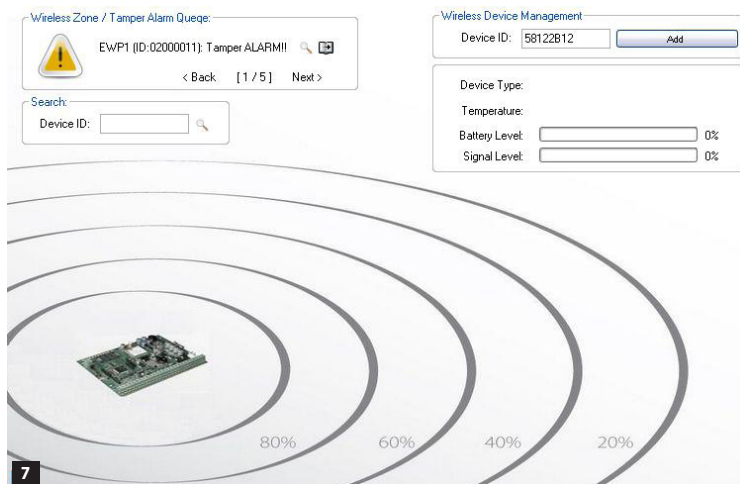 Wireless Zone / Tamper Alarm Queqe:
EWP1 (ID:02000011): Tamper ALARM!!
< Back [1 / 5] Next >
Search:
Device ID:
Wireless Device Management
Device ID: 58122B12 Add
Device Type:
Temperature:
Battery Level: 0%
Signal Level: 0%
80% 60% 40% 20%
7